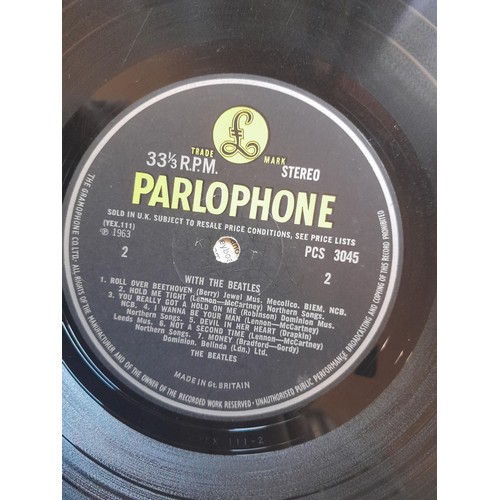 £
TRADE MARK
33⅓ R.P.M. STEREO
PARLOPHONE
SOLD IN U.K. SUBJECT TO RESALE PRICE CONDITIONS, SEE PRICE LISTS
(YEX.111)
℗ 1963
PCS 3045
2 2
WITH THE BEATLES
1. ROLL OVER BEETHOVEN (Berry) Jewel Mus. Mecolico. BIEM. NCB.
2. HOLD ME TIGHT (Lennon—McCartney) Northern Songs. NCB.
3. YOU REALLY GOT A HOLD ON ME (Robinson) Dominion Mus.
NCB. 4. I WANNA BE YOUR MAN (Lennon—McCartney)
Northern Songs. 5. DEVIL IN HER HEART (Drapkin)
Leeds Mus. 6. NOT A SECOND TIME (Lennon—McCartney)
Northern Songs. 7. MONEY (Bradford—Gordy)
Dominion. Belinda (Ldn.) Ltd.
THE BEATLES
MADE IN Gt. BRITAIN
THE GRAMOPHONE CO. LTD. ALL RIGHTS OF THE MANUFACTURER AND OF THE OWNER OF THE RECORDED WORK RESERVED · UNAUTHORISED PUBLIC PERFORMANCE BROADCASTING AND COPYING OF THIS RECORD PROHIBITED